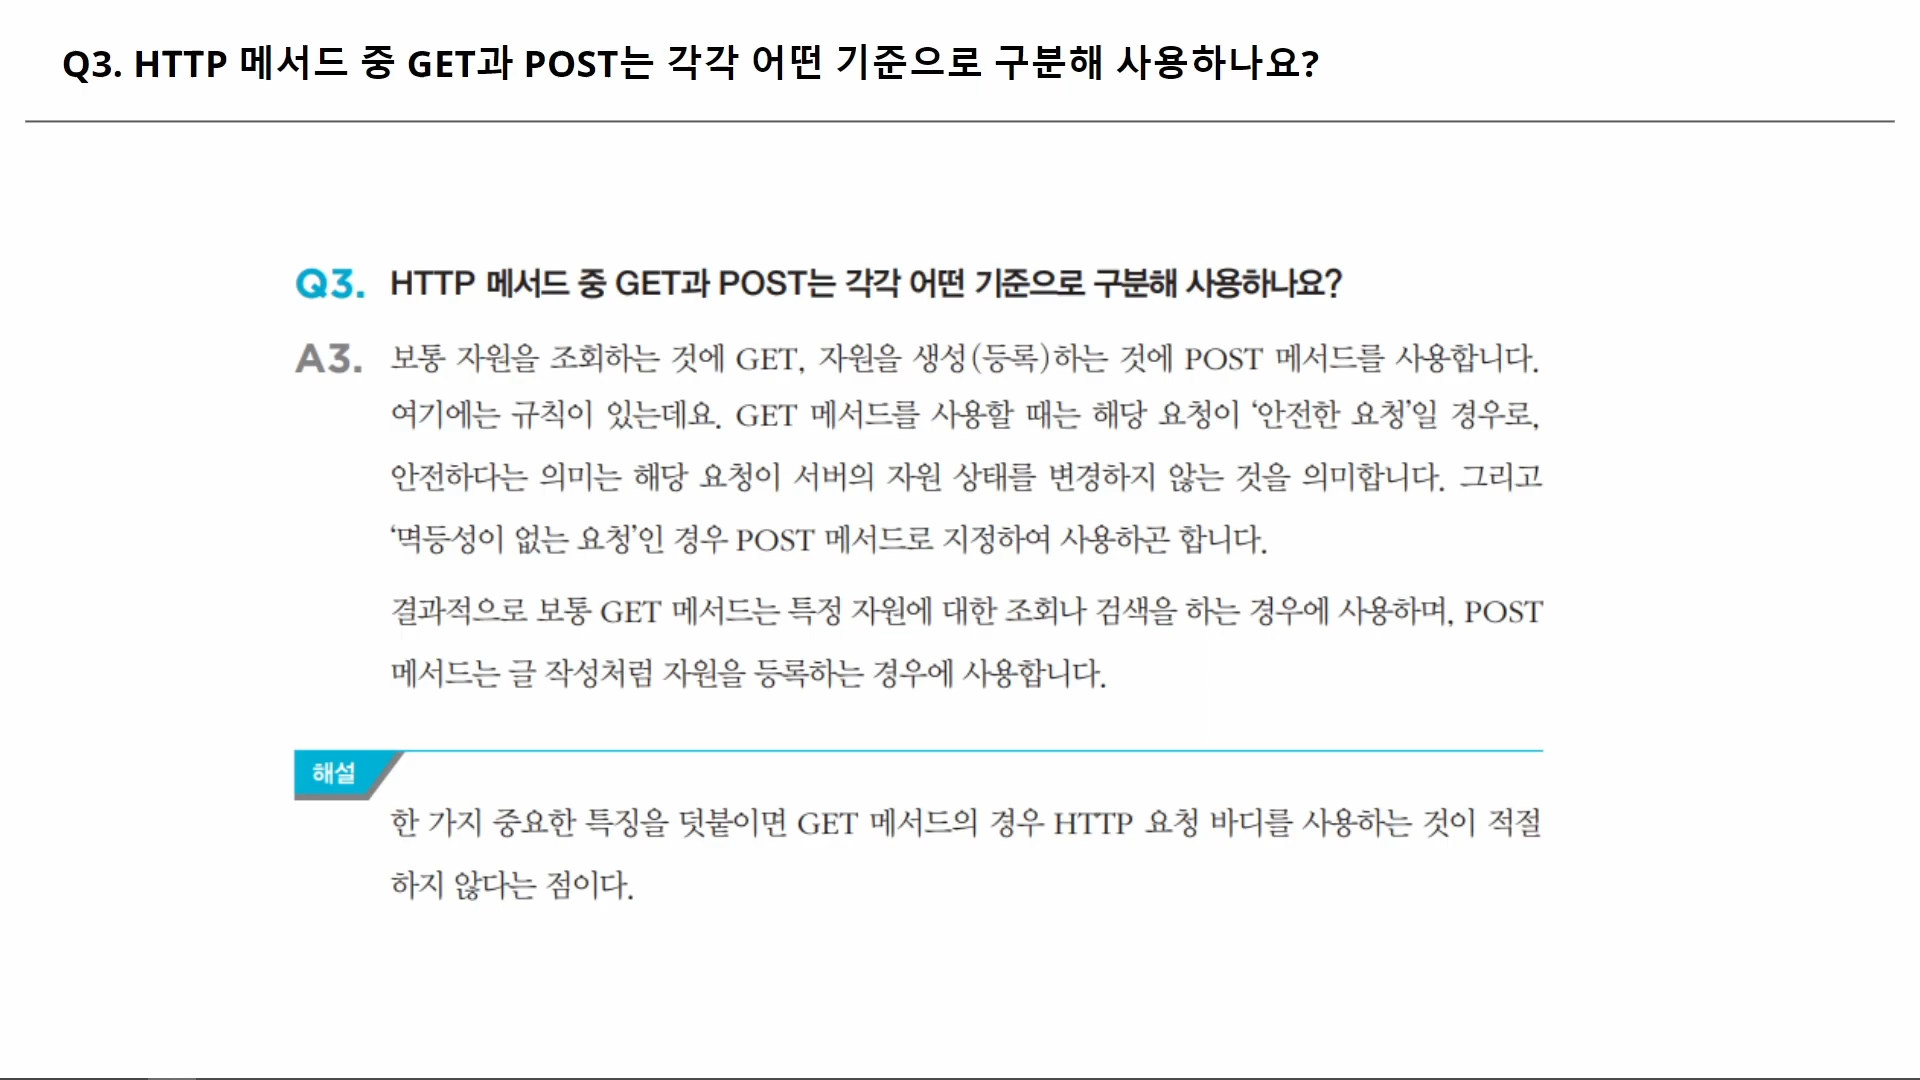 Q3. HTTP 메서드 중 GET과 POST는 각각 어떤 기준으로 구분해 사용하나요?
Q3. HTTP 메서드 중 GET과 POST는 각각 어떤 기준으로 구분해 사용하나요?
A3. 보통 자원을 조회하는 것에 GET, 자원을 생성(등록)하는 것에 POST 메서드를 사용합니다.
여기에는 규칙이 있는데요. GET 메서드를 사용할 때는 해당 요청이 ‘안전한 요청’일 경우로,
안전하다는 의미는 해당 요청이 서버의 자원 상태를 변경하지 않는 것을 의미합니다. 그리고
‘멱등성이 없는 요청’인 경우 POST 메서드로 지정하여 사용하곤 합니다.
결과적으로 보통 GET 메서드는 특정 자원에 대한 조회나 검색을 하는 경우에 사용하며, POST
메서드는 글 작성처럼 자원을 등록하는 경우에 사용합니다.
해설
한 가지 중요한 특징을 덧붙이면 GET 메서드의 경우 HTTP 요청 바디를 사용하는 것이 적절
하지 않다는 점이다.